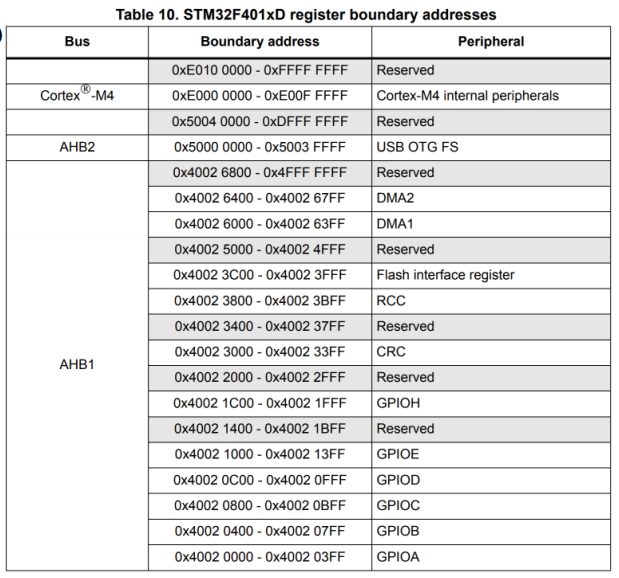 Table 10. STM32F401xD register boundary addresses
Bus Boundary address Peripheral
0xE010 0000 - 0xFFFF FFFF Reserved
Cortex®-M4 0xE000 0000 - 0xE00F FFFF Cortex-M4 internal peripherals
0x5004 0000 - 0xDFFF FFFF Reserved
AHB2 0x5000 0000 - 0x5003 FFFF USB OTG FS
0x4002 6800 - 0x4FFF FFFF Reserved
0x4002 6400 - 0x4002 67FF DMA2
0x4002 6000 - 0x4002 63FF DMA1
0x4002 5000 - 0x4002 4FFF Reserved
0x4002 3C00 - 0x4002 3FFF Flash interface register
0x4002 3800 - 0x4002 3BFF RCC
0x4002 3400 - 0x4002 37FF Reserved
AHB1 0x4002 3000 - 0x4002 33FF CRC
0x4002 2000 - 0x4002 2FFF Reserved
0x4002 1C00 - 0x4002 1FFF GPIOH
0x4002 1400 - 0x4002 1BFF Reserved
0x4002 1000 - 0x4002 13FF GPIOE
0x4002 0C00 - 0x4002 0FFF GPIOD
0x4002 0800 - 0x4002 0BFF GPIOC
0x4002 0400 - 0x4002 07FF GPIOB
0x4002 0000 - 0x4002 03FF GPIOA